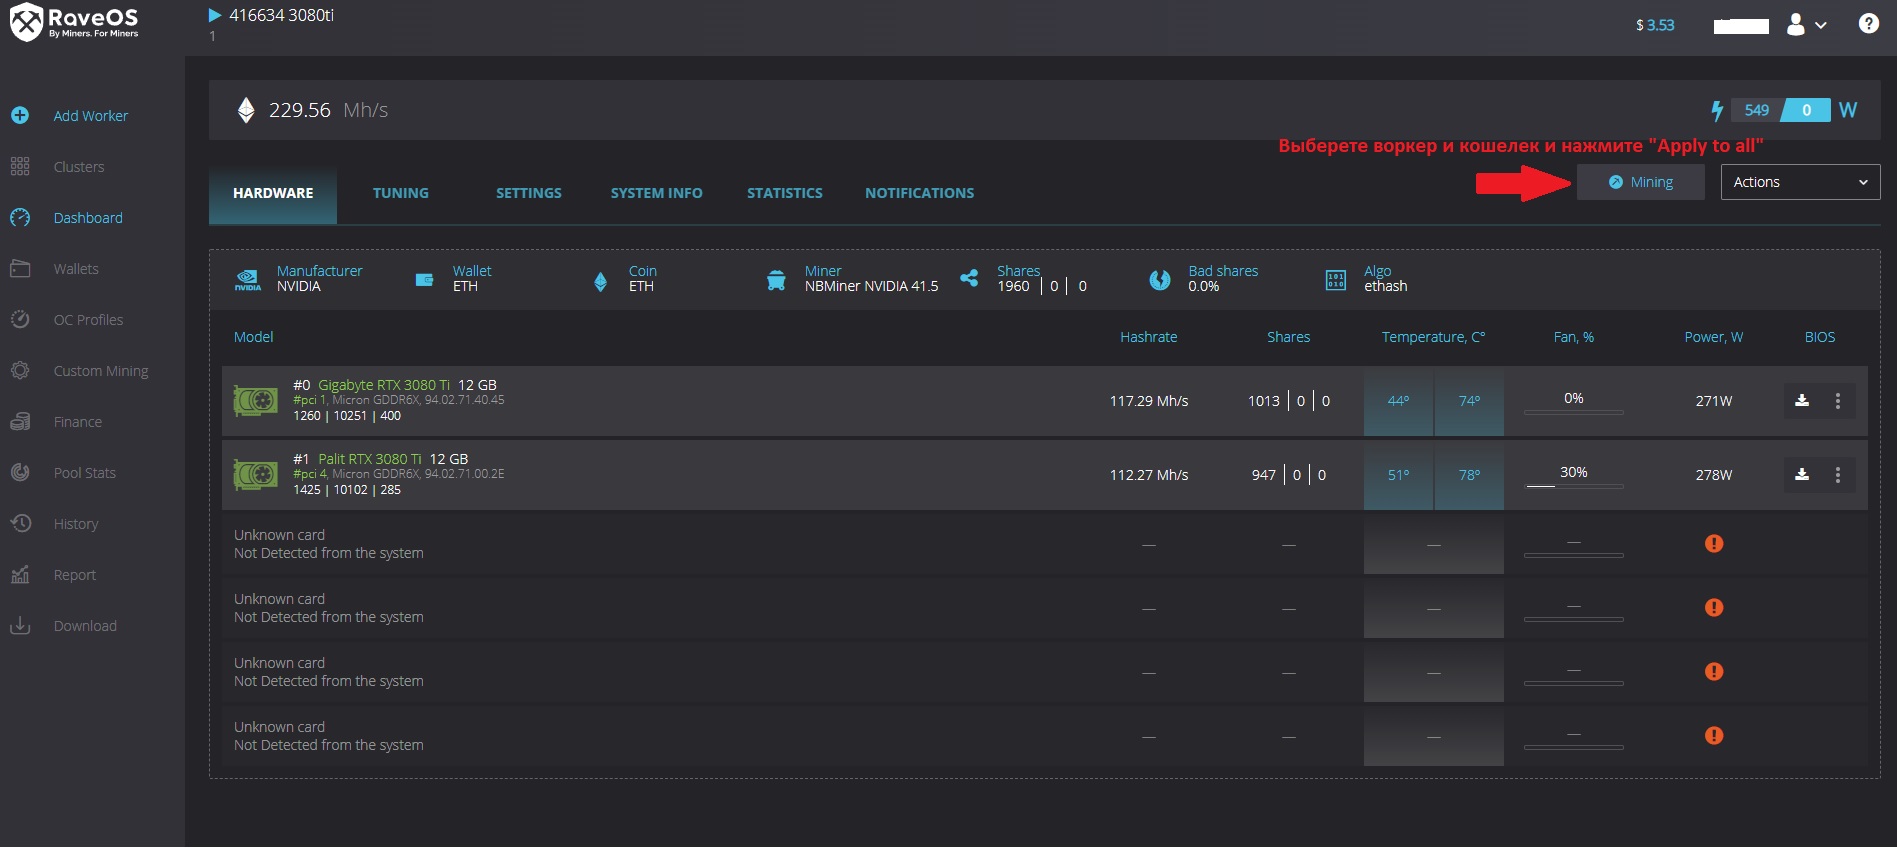 RaveOS
By Miners. For Miners
416634 3080ti
1
$ 3.53
Add Worker
Clusters
Dashboard
Wallets
OC Profiles
Custom Mining
Finance
Pool Stats
History
Report
Download
229.56 Mh/s
549 0 W
Выберете воркер и кошелек и нажмите "Apply to all"
HARDWARE TUNING SETTINGS SYSTEM INFO STATISTICS NOTIFICATIONS
Mining
Actions
Manufacturer
NVIDIA
NVIDIA
Wallet
ETH
Coin
ETH
Miner
NBMiner NVIDIA 41.5
Shares
1960 | 0 | 0
Bad shares
0.0%
101
010
Algo
ethash
Model Hashrate Shares Temperature, C° Fan, % Power, W BIOS
#0 Gigabyte RTX 3080 Ti 12 GB
#pci 1, Micron GDDR6X, 94.02.71.40.45
1260 | 10251 | 400
117.29 Mh/s 1013 | 0 | 0 44° 74° 0% 271W
#1 Palit RTX 3080 Ti 12 GB
#pci 4, Micron GDDR6X, 94.02.71.00.2E
1425 | 10102 | 285
112.27 Mh/s 947 | 0 | 0 51° 78° 30% 278W
Unknown card
Not Detected from the system
— — — —
Unknown card
Not Detected from the system
— — — —
Unknown card
Not Detected from the system
— — — —
Unknown card
Not Detected from the system
— — — —